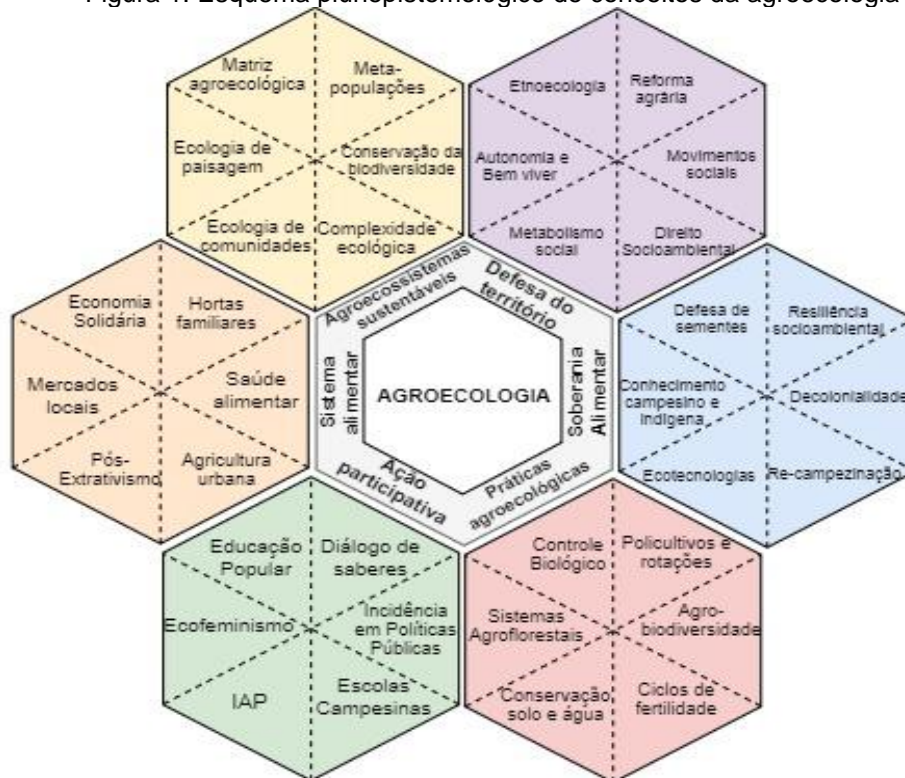 Figura 1: Esquema pluriepistemológico de conceitos da agroecologia
Matriz
agroecológica
Meta-
populações
Ecologia de
paisagem
Conservação da
biodiversidade
Ecologia de
comunidades
Complexidade
ecológica
Etnoecologia
Reforma
agrária
Autonomia e
Bem viver
Movimentos
sociais
Metabolismo
social
Direito
Socioambiental
Agroecossistemas
sustentáveis
Defesa do
território
Sistema
alimentar
AGROECOLOGIA
Soberania
Alimentar
Ação
participativa
Práticas
agroecológicas
Economia
Solidária
Hortas
familiares
Mercados
locais
Saúde
alimentar
Pós-
Extrativismo
Agricultura
urbana
Defesa de
sementes
Resiliência
socioambiental
Conhecimento
campesino e
indígena
Decolonialidade
Ecotecnologias
Re-campezinação
Educação
Popular
Diálogo de
saberes
Ecofeminismo
Incidência
em Políticas
Públicas
IAP
Escolas
Campesinas
Controle
Biológico
Policultivos e
rotações
Sistemas
Agroflorestais
Agro-
biodiversidade
Conservação
solo e água
Ciclos de
fertilidade